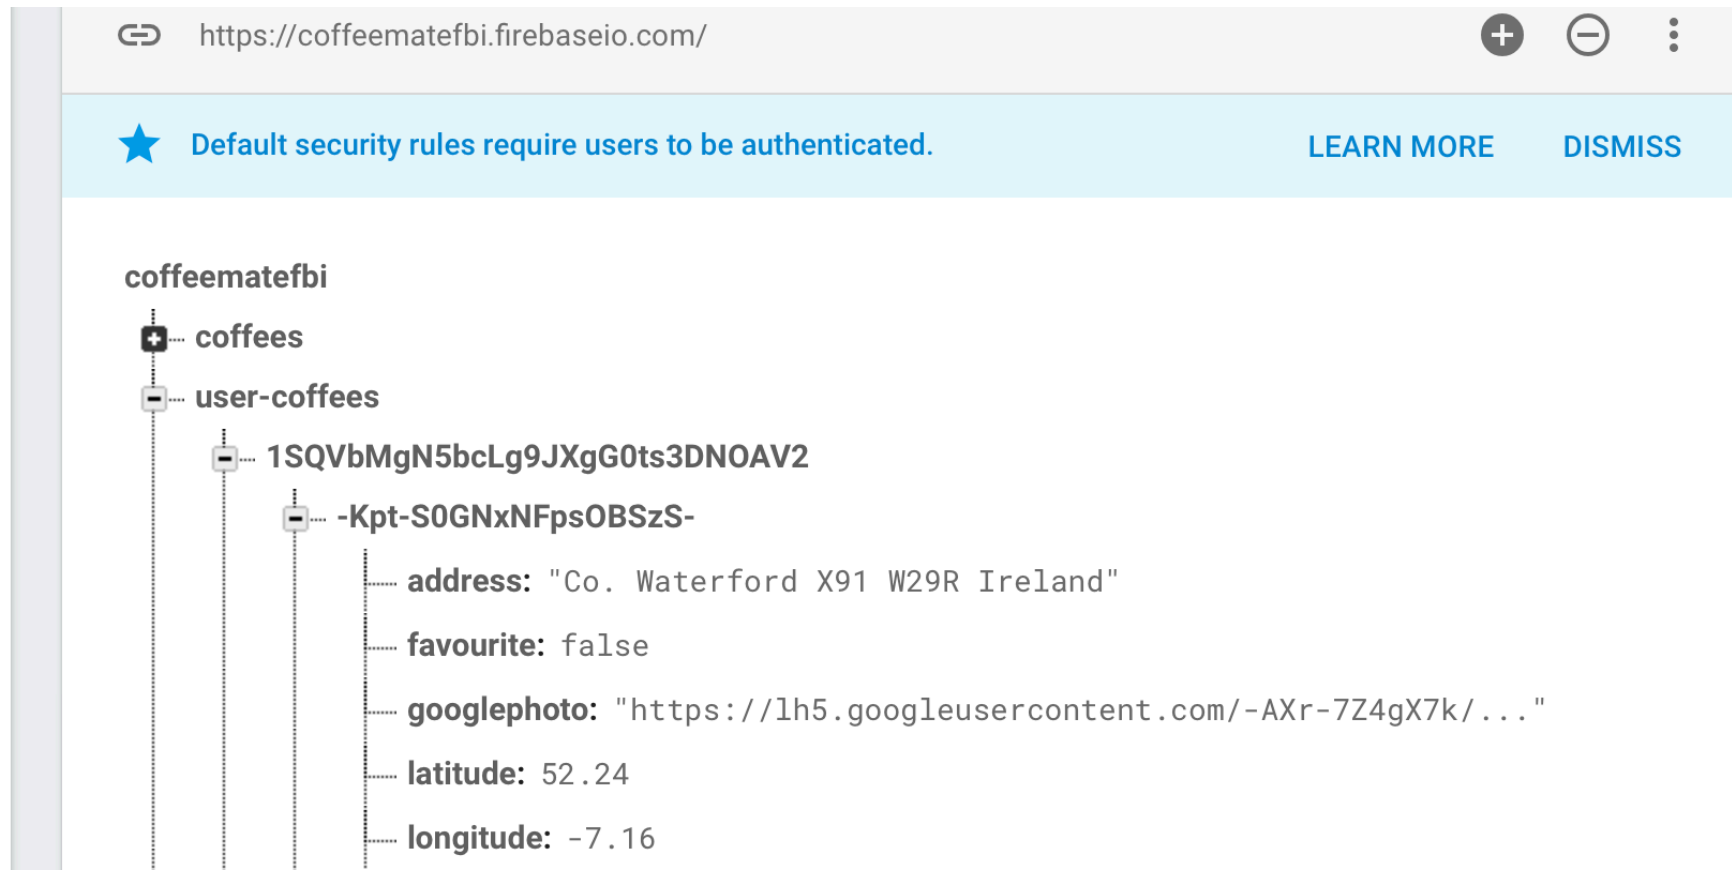 https://coffeematefbi.firebaseio.com/
Default security rules require users to be authenticated. LEARN MORE DISMISS
coffeematefbi
coffees
user-coffees
1SQVbMgN5bcLg9JXgG0ts3DNOAV2
-Kpt-S0GNxNFpsOBSzS-
address: "Co. Waterford X91 W29R Ireland"
favourite: false
googlephoto: "https://lh5.googleusercontent.com/-AXr-7Z4gX7k/..."
latitude: 52.24
longitude: -7.16